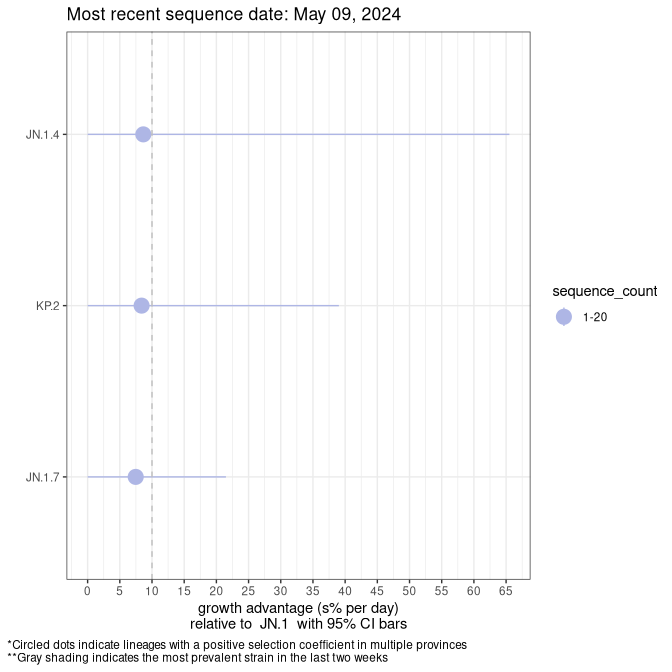 Most recent sequence date: May 09, 2024
JN.1.4
KP.2
JN.1.7
sequence_count
1-20
0 5 10 15 20 25 30 35 40 45 50 55 60 65
growth advantage (s% per day)
relative to  JN.1  with 95% CI bars
*Circled dots indicate lineages with a positive selection coefficient in multiple provinces
**Gray shading indicates the most prevalent strain in the last two weeks